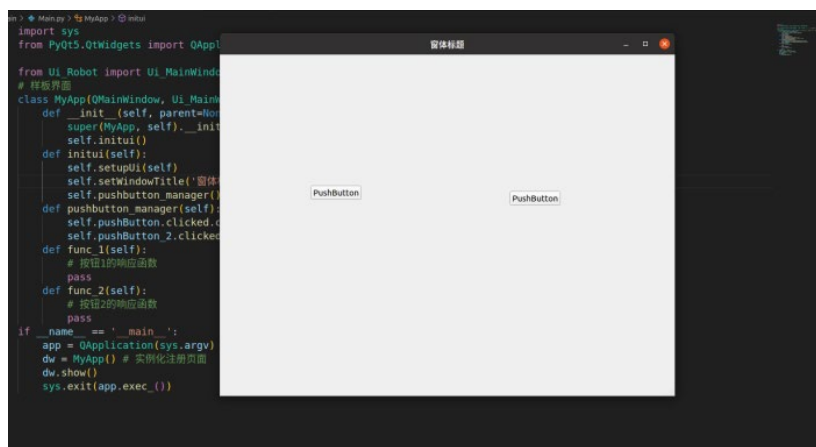 Main.py > MyApp > initui
import sys
from PyQt5.QtWidgets import QAppl
from Ui_Robot import Ui_MainWindo
# 样板界面
class MyApp(QMainWindow, Ui_MainW
def __init__(self, parent=Non
super(MyApp, self).__init
self.initui()
def initui(self):
self.setupUi(self)
self.setWindowTitle('窗体标
self.pushbutton_manager()
def pushbutton_manager(self):
self.pushButton.clicked.c
self.pushButton_2.clicked
def func_1(self):
# 按钮1的响应函数
pass
def func_2(self):
# 按钮2的响应函数
pass
if __name__ == '__main__':
app = QApplication(sys.argv)
dw = MyApp() # 实例化注册页面
dw.show()
sys.exit(app.exec_())
窗体标题
PushButton
PushButton